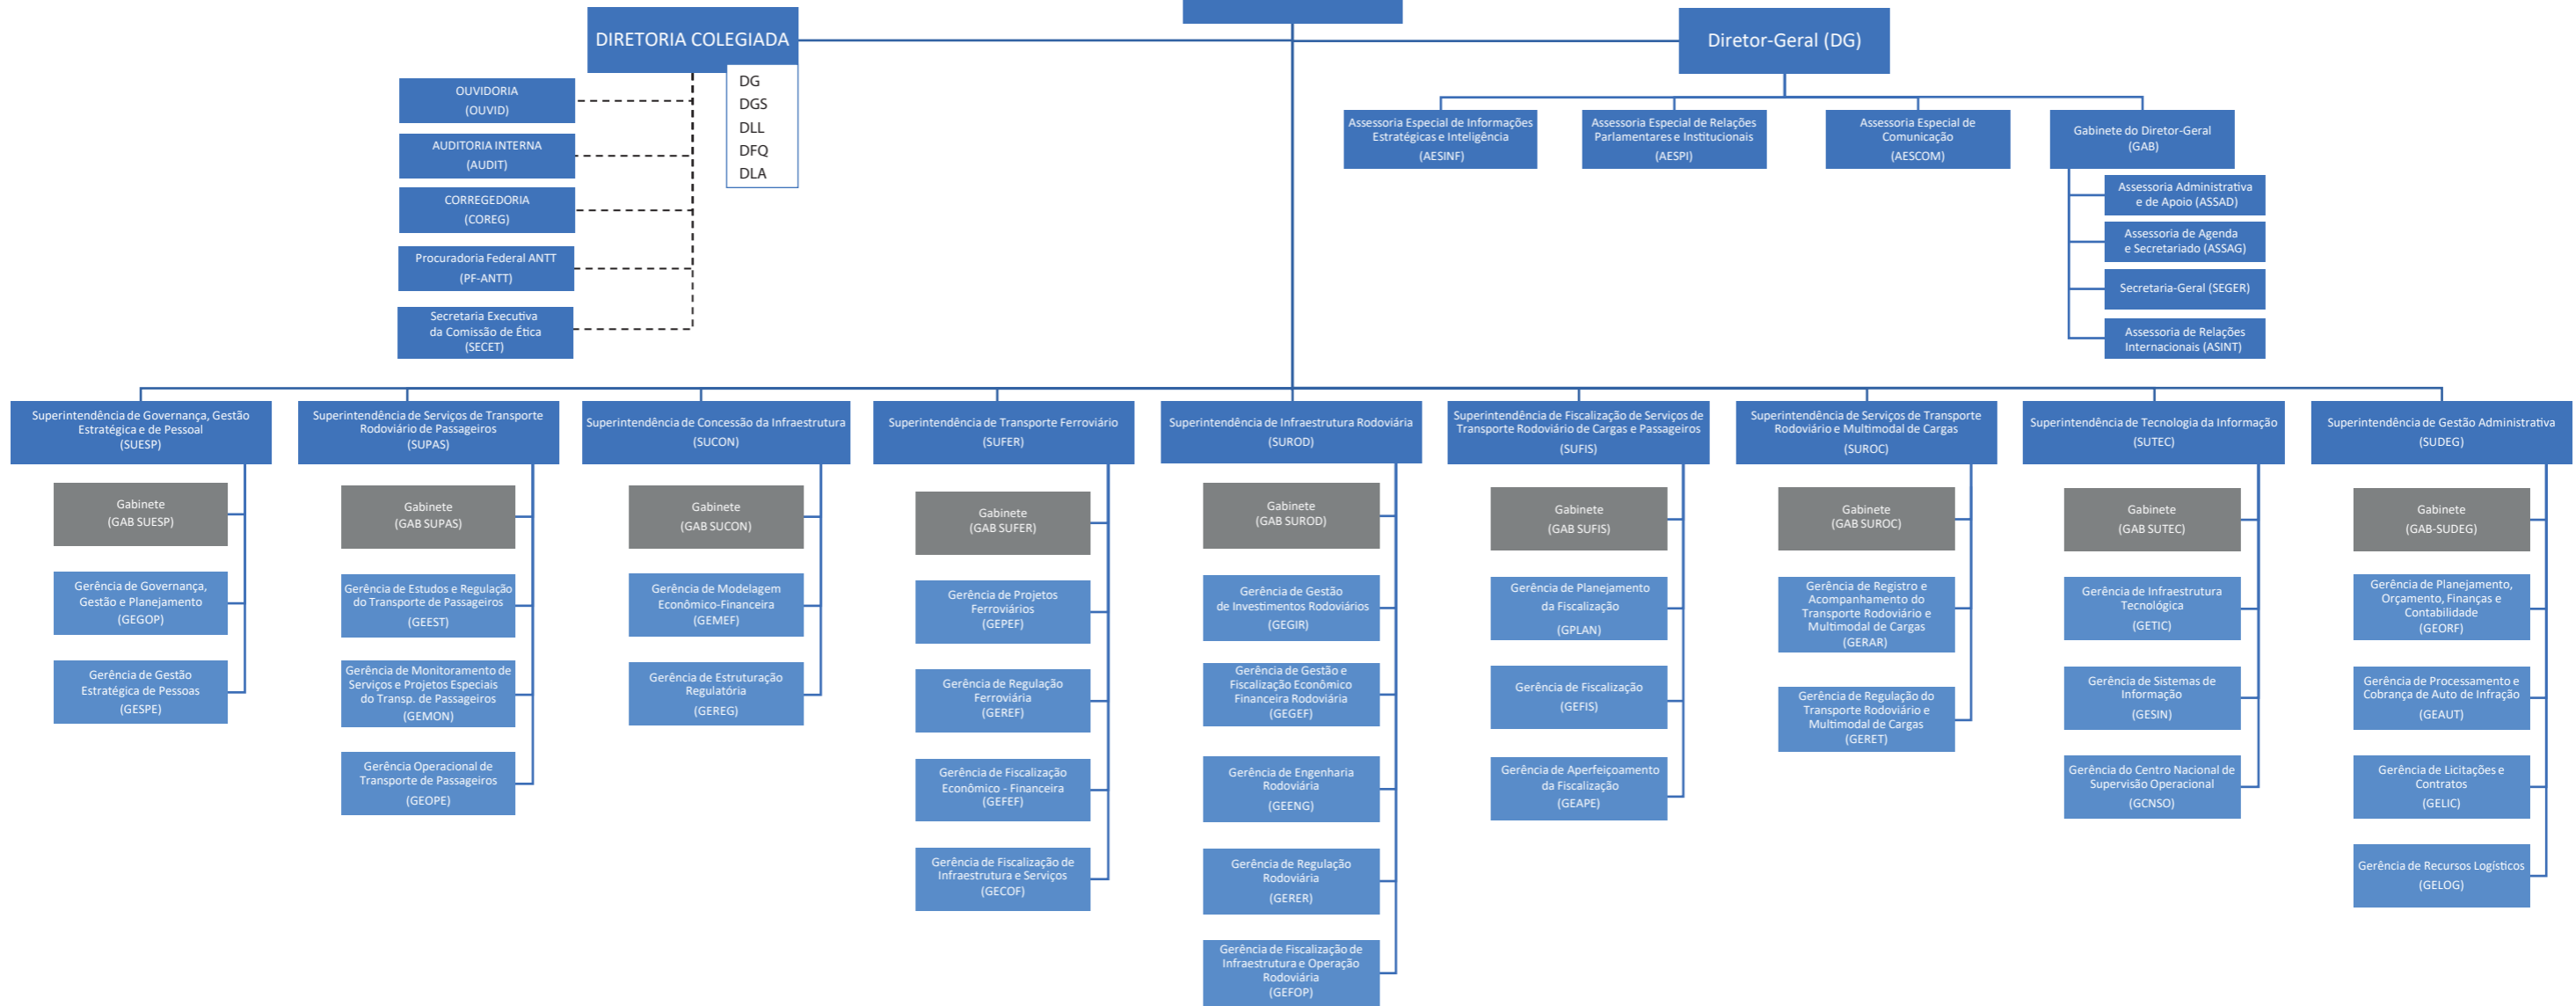 DIRETORIA COLEGIADA
DG
DGS
DLL
DFQ
DLA
Diretor-Geral (DG)
OUVIDORIA
(OUVID)
AUDITORIA INTERNA
(AUDIT)
CORREGEDORIA
(COREG)
Procuradoria Federal ANTT
(PF-ANTT)
Secretaria Executiva
da Comissão de Ética
(SECET)
Assessoria Especial de Informações
Estratégicas e Inteligência
(AESINF)
Assessoria Especial de Relações
Parlamentares e Institucionais
(AESPI)
Assessoria Especial de
Comunicação
(AESCOM)
Gabinete do Diretor-Geral
(GAB)
Assessoria Administrativa
e de Apoio (ASSAD)
Assessoria de Agenda
e Secretariado (ASSAG)
Secretaria-Geral (SEGER)
Assessoria de Relações
Internacionais (ASINT)
Superintendência de Governança, Gestão
Estratégica e de Pessoal
(SUESP)
Gabinete
(GAB SUESP)
Gerência de Governança,
Gestão e Planejamento
(GEGOP)
Gerência de Gestão
Estratégica de Pessoas
(GESPE)
Superintendência de Serviços de Transporte
Rodoviário de Passageiros
(SUPAS)
Gabinete
(GAB SUPAS)
Gerência de Estudos e Regulação
do Transporte de Passageiros
(GEEST)
Gerência de Monitoramento de
Serviços e Projetos Especiais
do Transp. de Passageiros
(GEMON)
Gerência Operacional de
Transporte de Passageiros
(GEOPE)
Superintendência de Concessão da Infraestrutura
(SUCON)
Gabinete
(GAB SUCON)
Gerência de Modelagem
Econômico-Financeira
(GEMEF)
Gerência de Estruturação
Regulatória
(GEREG)
Superintendência de Transporte Ferroviário
(SUFER)
Gabinete
(GAB SUFER)
Gerência de Projetos
Ferroviários
(GEPEF)
Gerência de Regulação
Ferroviária
(GEREF)
Gerência de Fiscalização
Econômico - Financeira
(GEFEF)
Gerência de Fiscalização de
Infraestrutura e Serviços
(GECOF)
Superintendência de Infraestrutura Rodoviária
(SUROD)
Gabinete
(GAB SUROD)
Gerência de Gestão
de Investimentos Rodoviários
(GEGIR)
Gerência de Gestão e
Fiscalização Econômico
Financeira Rodoviária
(GEGEF)
Gerência de Engenharia
Rodoviária
(GEENG)
Gerência de Regulação
Rodoviária
(GERER)
Gerência de Fiscalização de
Infraestrutura e Operação
Rodoviária
(GEFOP)
Superintendência de Fiscalização de Serviços de
Transporte Rodoviário de Cargas e Passageiros
(SUFIS)
Gabinete
(GAB SUFIS)
Gerência de Planejamento
da Fiscalização
(GPLAN)
Gerência de Fiscalização
(GEFIS)
Gerência de Aperfeiçoamento
da Fiscalização
(GEAPE)
Superintendência de Serviços de Transporte
Rodoviário e Multimodal de Cargas
(SUROC)
Gabinete
(GAB SUROC)
Gerência de Registro e
Acompanhamento do
Transporte Rodoviário e
Multimodal de Cargas
(GERAR)
Gerência de Regulação do
Transporte Rodoviário e
Multimodal de Cargas
(GERET)
Superintendência de Tecnologia da Informação
(SUTEC)
Gabinete
(GAB SUTEC)
Gerência de Infraestrutura
Tecnológica
(GETIC)
Gerência de Sistemas de
Informação
(GESIN)
Gerência do Centro Nacional de
Supervisão Operacional
(GCNSO)
Superintendência de Gestão Administrativa
(SUDEG)
Gabinete
(GAB-SUDEG)
Gerência de Planejamento,
Orçamento, Finanças e
Contabilidade
(GEORF)
Gerência de Processamento e
Cobrança de Auto de Infração
(GEAUT)
Gerência de Licitações e
Contratos
(GELIC)
Gerência de Recursos Logísticos
(GELOG)